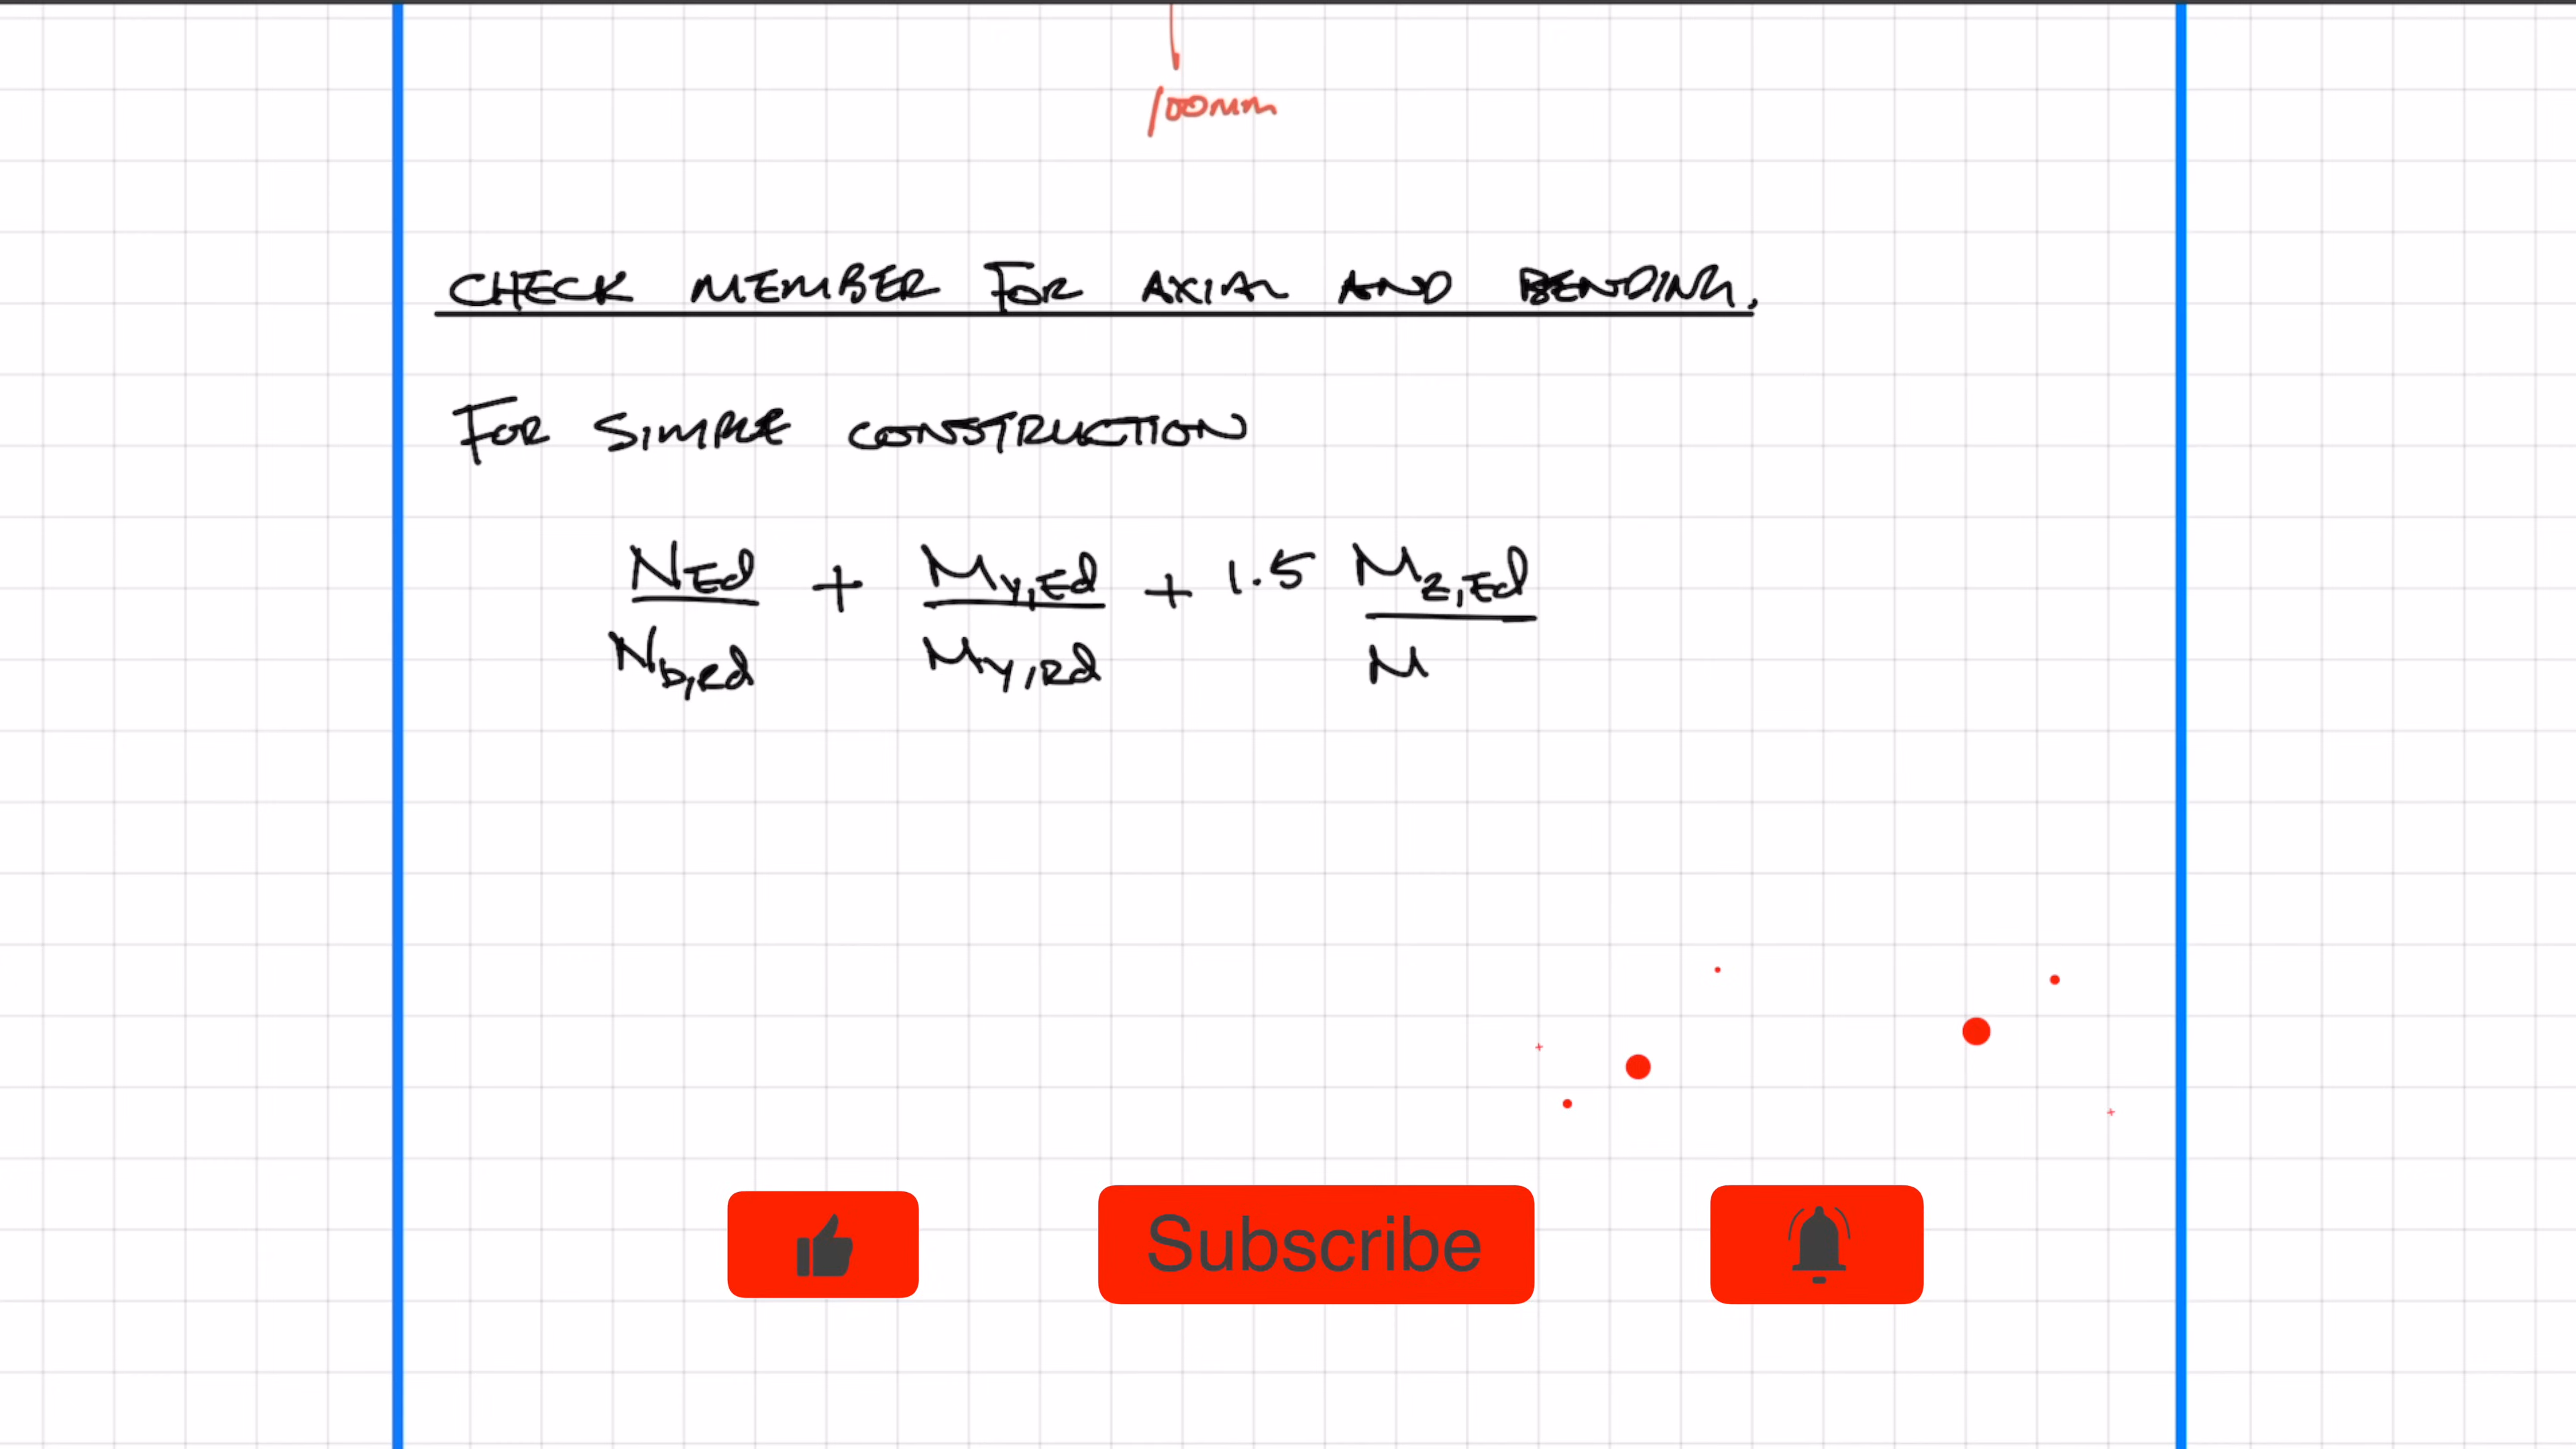 100mm
CHECK MEMBER FOR AXIAL AND BENDING.
FOR SIMPLE CONSTRUCTION
NEd + My,Ed + 1.5 Mz,Ed
Nb,Rd My,Rd M
Subscribe